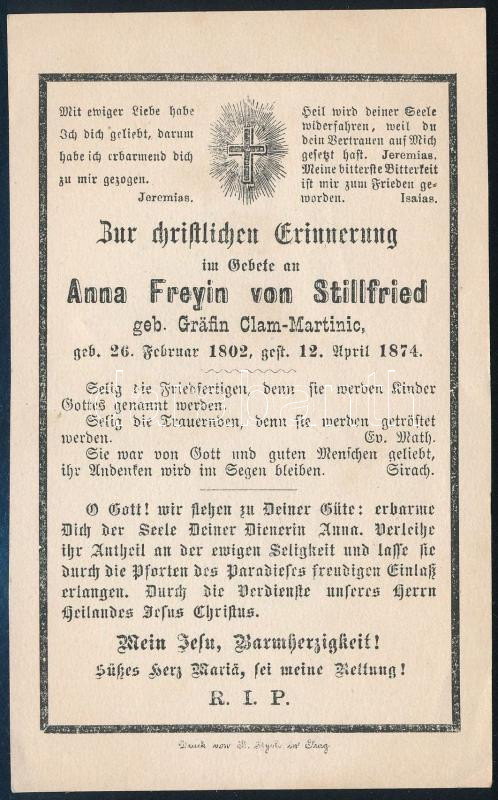 Mit ewiger Liebe habe
Ich dich geliebt, darum
habe ich erbarmend dich
zu mir gezogen.
Jeremias.
Heil wird deiner Seele
widerfahren, weil du
dein Vertrauen auf Mich
gesetzt hast. Jeremias.
Meine bitterste Bitterkeit
ist mir zum Frieden ge-
worden. Isaias.
Zur christlichen Erinnerung
im Gebete an
Anna Freyin von Stillfried
geb. Gräfin Clam-Martinic,
geb. 26. Februar 1802, gest. 12. April 1874.
Selig die Friedfertigen, denn sie werden Kinder
Gottes genannt werden.
Selig die Trauernden, denn sie werden getröstet
werden. Ev. Math.
Sie war von Gott und guten Menschen geliebt,
ihr Andenken wird im Segen bleiben. Sirach.
O Gott! wir flehen zu Deiner Güte: erbarme
Dich der Seele Deiner Dienerin Anna. Verleihe
ihr Antheil an der ewigen Seligkeit und lasse sie
durch die Pforten des Paradieses freudigen Einlaß
erlangen. Durch die Verdienste unseres Herrn
Heilandes Jesus Christus.
Mein Jesu, Barmherzigkeit!
Süßes Herz Mariä, sei meine Rettung!
R. I. P.
Druck von in Prag